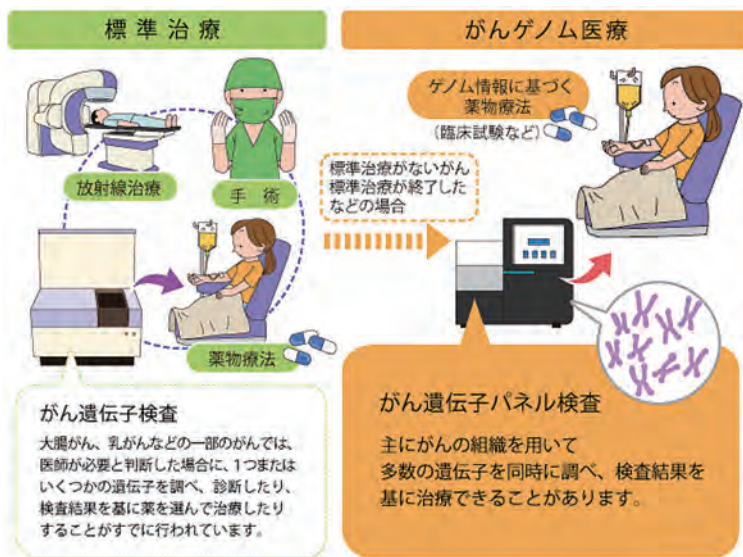 標準治療
放射線治療
手術
薬物療法
がん遺伝子検査
大腸がん、乳がんなどの一部のがんでは、
医師が必要と判断した場合に、1つまたは
いくつかの遺伝子を調べ、診断したり、
検査結果を基に薬を選んで治療したり
することがすでに行われています。
標準治療がないがん
標準治療が終了した
などの場合
がんゲノム医療
ゲノム情報に基づく
薬物療法
(臨床試験など)
がん遺伝子パネル検査
主にがんの組織を用いて
多数の遺伝子を同時に調べ、検査結果を
基に治療できることがあります。